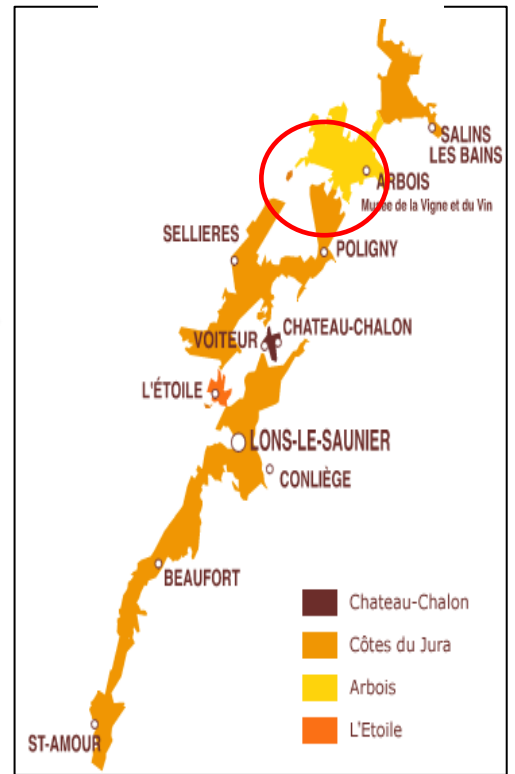 SALINS
LES BAINS
ARBOIS
Musée de la Vigne et du Vin
SELLIERES
POLIGNY
VOITEUR
CHATEAU-CHALON
L'ÉTOILE
LONS-LE-SAUNIER
CONLIÈGE
BEAUFORT
Chateau-Chalon
Côtes du Jura
Arbois
L'Etoile
ST-AMOUR